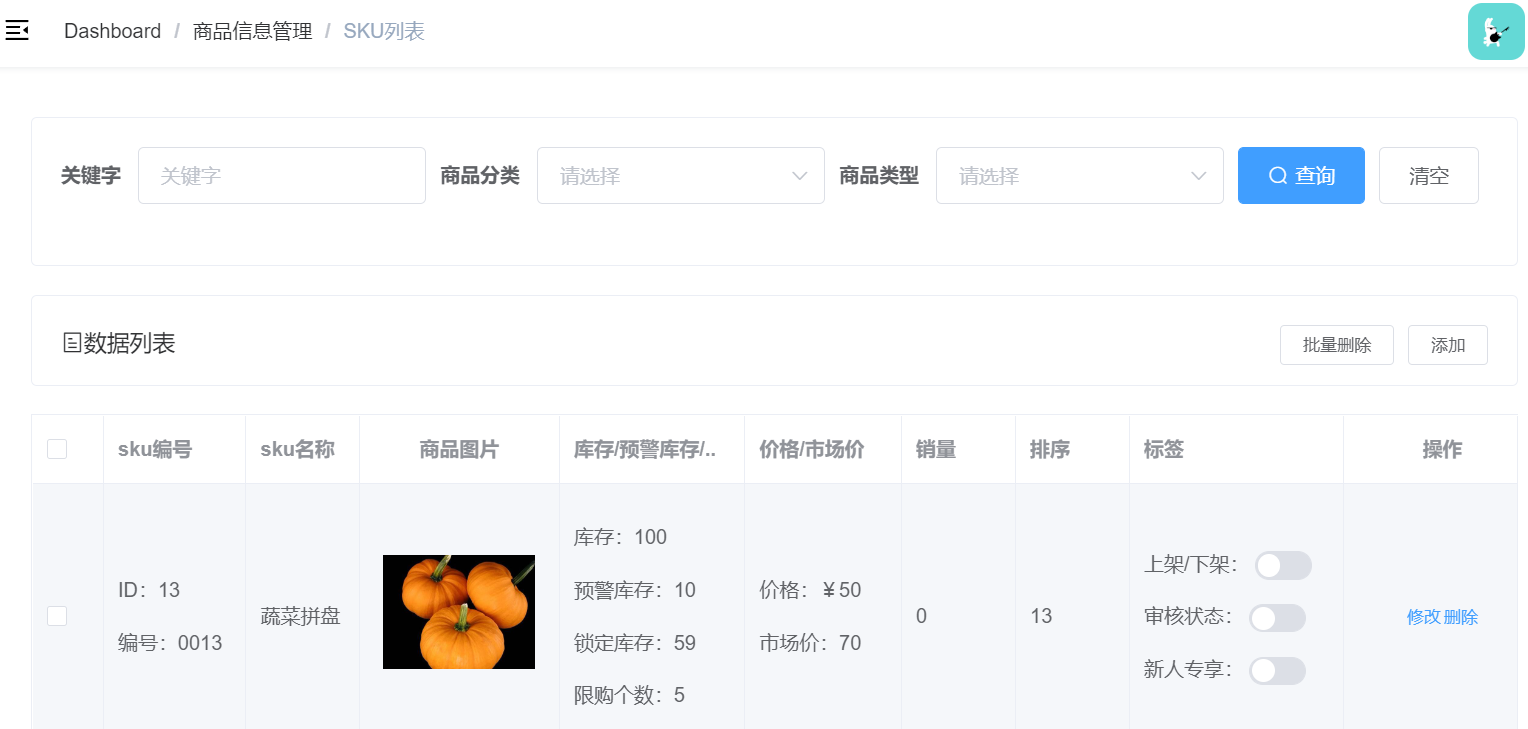 Dashboard / 商品信息管理 / SKU列表
关键字 关键字 商品分类 请选择 商品类型 请选择 查询 清空
数据列表 批量删除 添加
sku编号 sku名称 商品图片 库存/预警库存/.. 价格/市场价 销量 排序 标签 操作
ID：13
编号：0013
蔬菜拼盘
库存：100
预警库存：10
锁定库存：59
限购个数：5
价格：￥50
市场价：70
0
13
上架/下架：
审核状态：
新人专享：
修改 删除